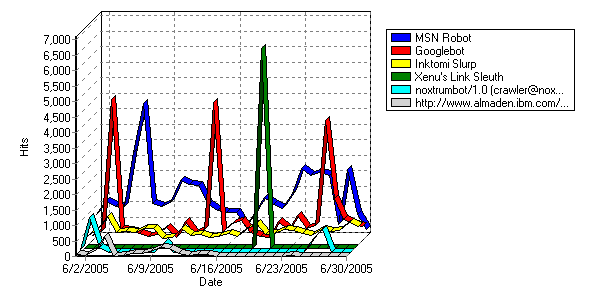 7,000
6,500
6,000
5,500
5,000
4,500
4,000
3,500
3,000
2,500
2,000
1,500
1,000
500
0
Hits
6/2/2005 6/9/2005 6/16/2005 6/23/2005 6/30/2005
Date
MSN Robot
Googlebot
Inktomi Slurp
Xenu's Link Sleuth
noxtrumbot/1.0 (crawler@nox...
http://www.almaden.ibm.com/...